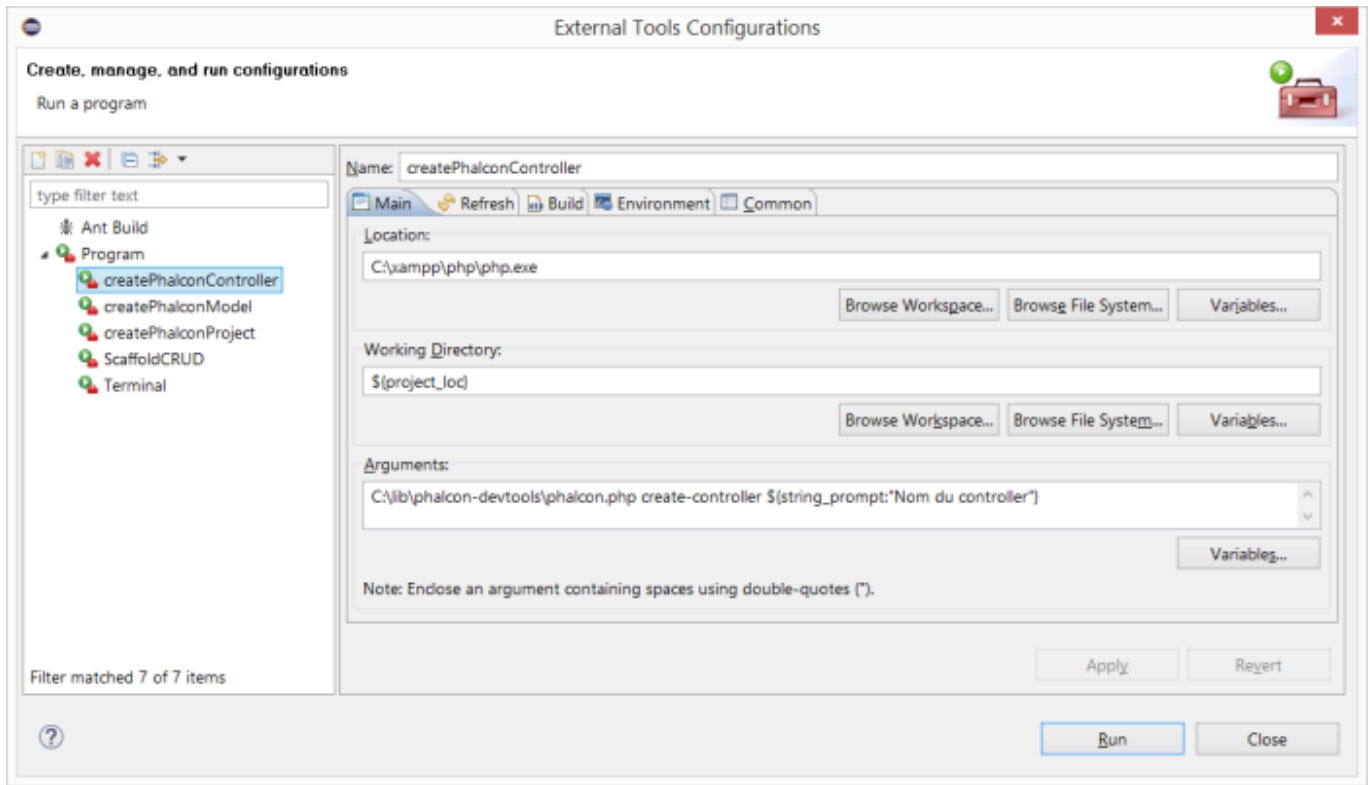 External Tools Configurations
Create, manage, and run configurations
Run a program
type filter text
Ant Build
Program
createPhalconController
createPhalconModel
createPhalconProject
ScaffoldCRUD
Terminal
Filter matched 7 of 7 items
Name: createPhalconController
Main Refresh Build Environment Common
Location:
C:\xampp\php\php.exe
Browse Workspace... Browse File System... Variables...
Working Directory:
${project_loc}
Browse Workspace... Browse File System... Variables...
Arguments:
C:\lib\phalcon-devtools\phalcon.php create-controller ${string_prompt:"Nom du controller"}
Variables...
Note: Enclose an argument containing spaces using double-quotes (").
Apply Revert
Run Close